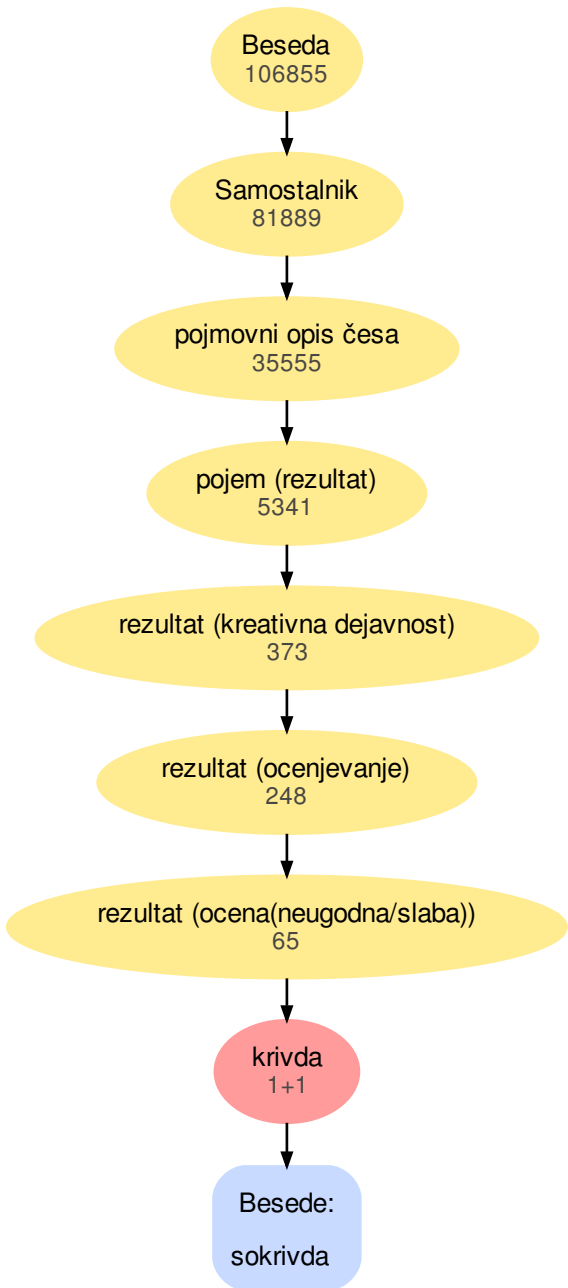 Beseda
106855
Samostalnik
81889
pojmovni opis česa
35555
pojem (rezultat)
5341
rezultat (kreativna dejavnost)
373
rezultat (ocenjevanje)
248
rezultat (ocena(neugodna/slaba))
65
krivda
1+1
Besede:
sokrivda